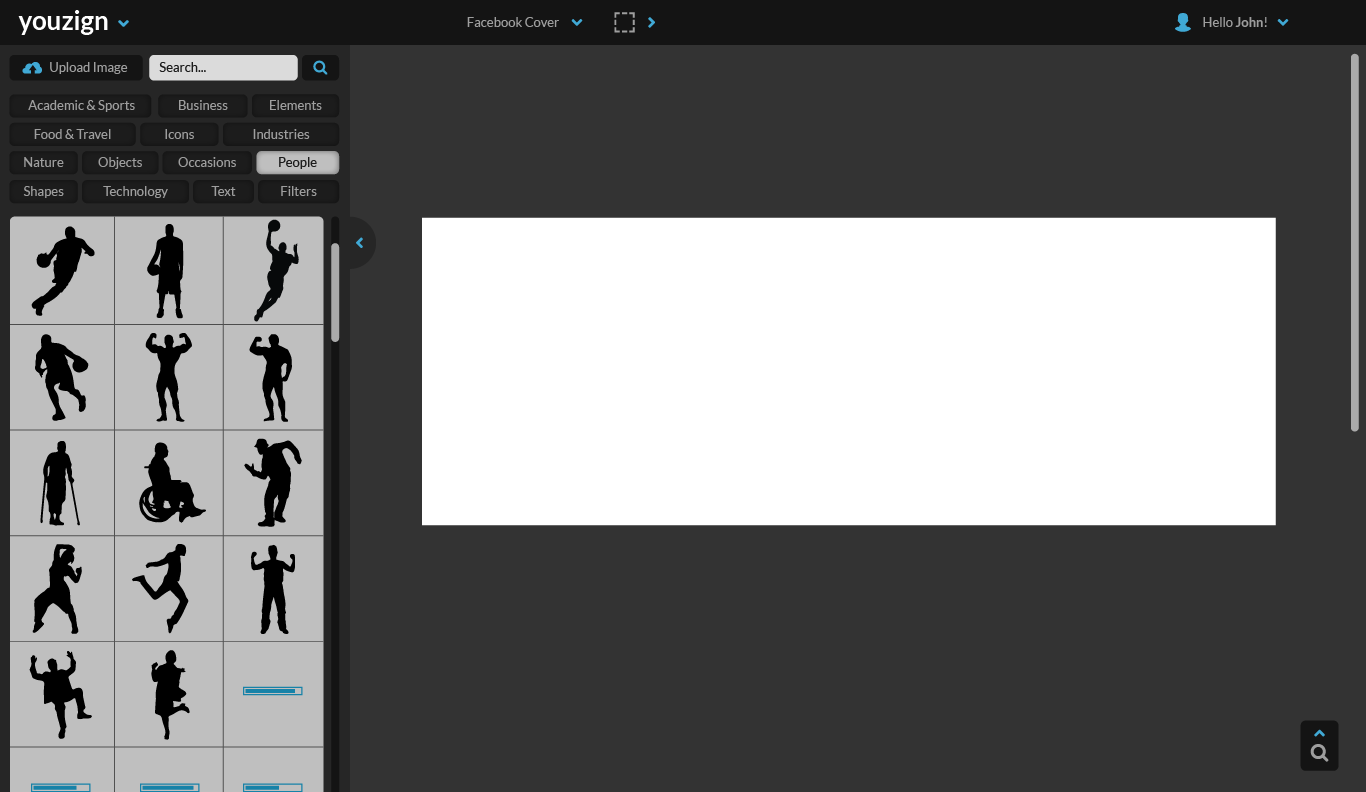 youzign
Facebook Cover
Hello John!
Upload Image
Search...
Academic & Sports
Business
Elements
Food & Travel
Icons
Industries
Nature
Objects
Occasions
People
Shapes
Technology
Text
Filters